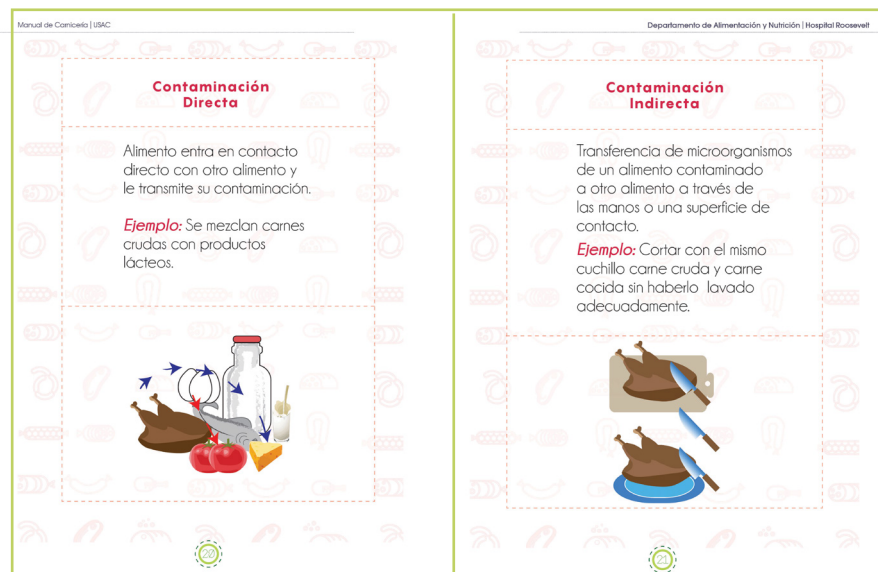 Manual de Carnicería | USAC
Contaminación
Directa
Alimento entra en contacto
directo con otro alimento y
le transmite su contaminación.
Ejemplo: Se mezclan carnes
crudas con productos
lácteos.
20
Departamento de Alimentación y Nutrición | Hospital Roosevelt
Contaminación
Indirecta
Transferencia de microorganismos
de un alimento contaminado
a otro alimento a través de
las manos o una superficie de
contacto.
Ejemplo: Cortar con el mismo
cuchillo carne cruda y carne
cocida sin haberlo lavado
adecuadamente.
21